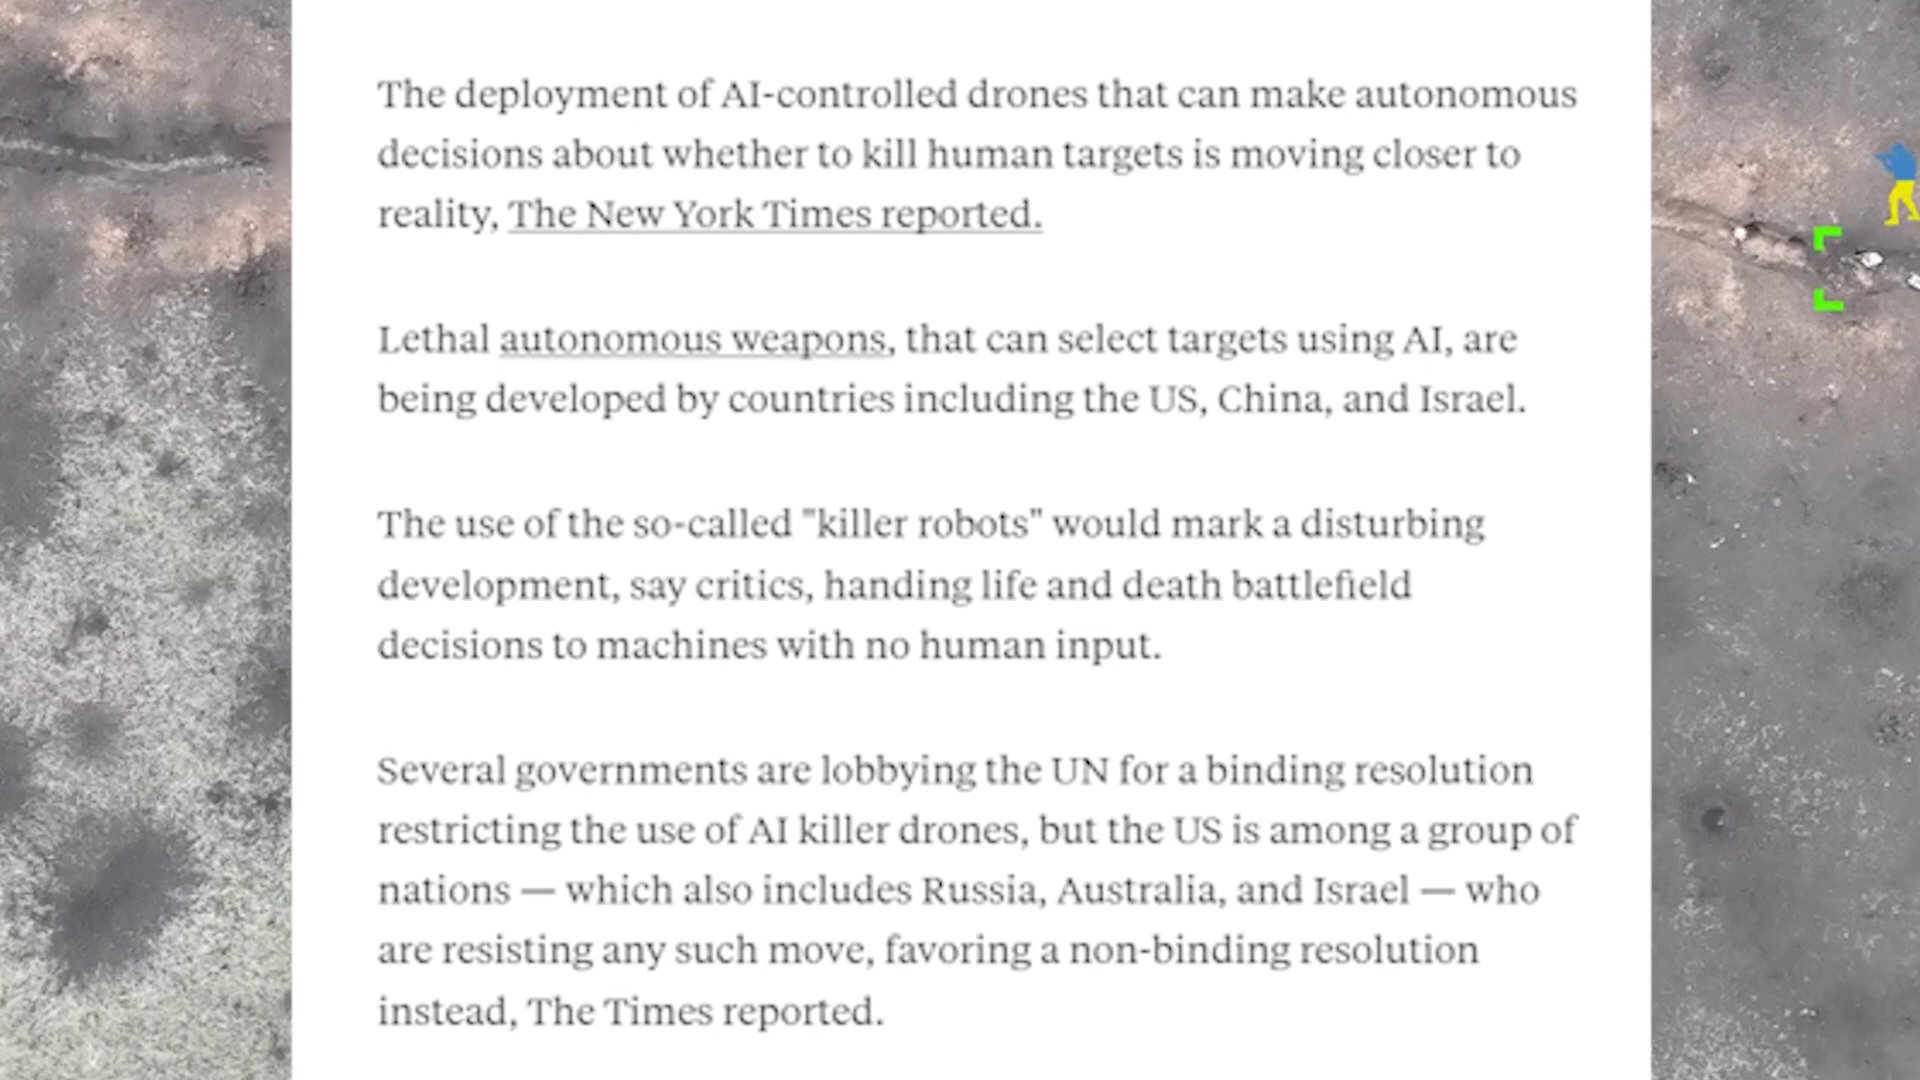 The deployment of AI-controlled drones that can make autonomous
decisions about whether to kill human targets is moving closer to
reality, The New York Times reported.
Lethal autonomous weapons, that can select targets using AI, are
being developed by countries including the US, China, and Israel.
The use of the so-called "killer robots" would mark a disturbing
development, say critics, handing life and death battlefield
decisions to machines with no human input.
Several governments are lobbying the UN for a binding resolution
restricting the use of AI killer drones, but the US is among a group of
nations — which also includes Russia, Australia, and Israel — who
are resisting any such move, favoring a non-binding resolution
instead, The Times reported.